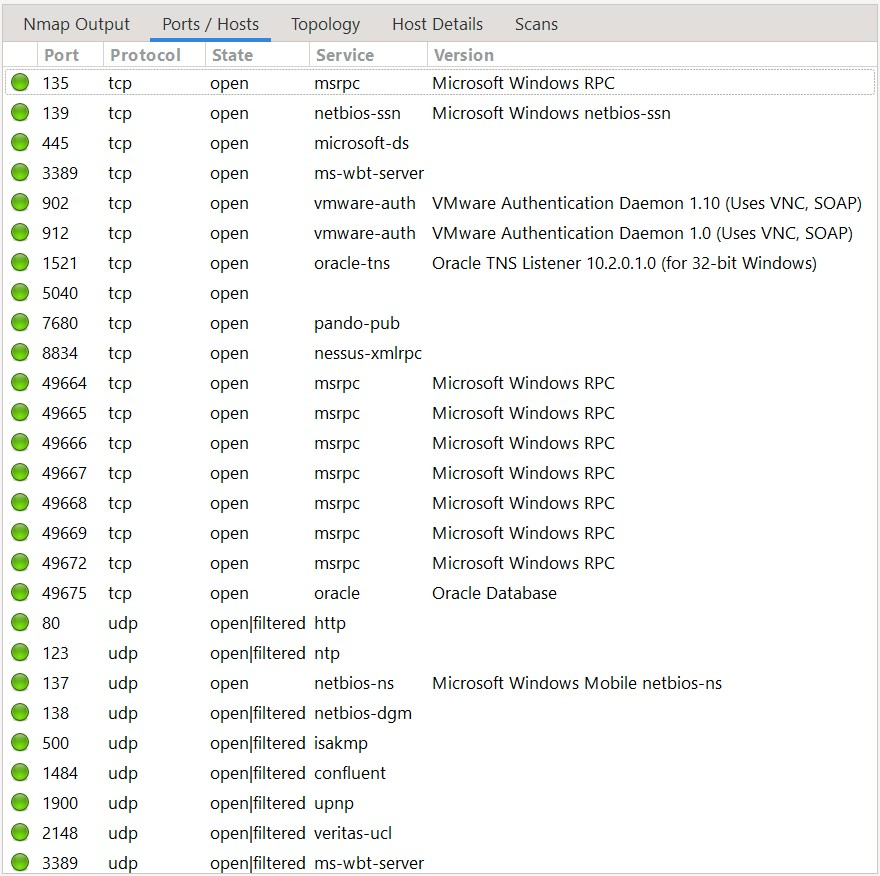 Nmap Output Ports / Hosts Topology Host Details Scans
Port Protocol State Service Version
135 tcp open msrpc Microsoft Windows RPC
139 tcp open netbios-ssn Microsoft Windows netbios-ssn
445 tcp open microsoft-ds
3389 tcp open ms-wbt-server
902 tcp open vmware-auth VMware Authentication Daemon 1.10 (Uses VNC, SOAP)
912 tcp open vmware-auth VMware Authentication Daemon 1.0 (Uses VNC, SOAP)
1521 tcp open oracle-tns Oracle TNS Listener 10.2.0.1.0 (for 32-bit Windows)
5040 tcp open
7680 tcp open pando-pub
8834 tcp open nessus-xmlrpc
49664 tcp open msrpc Microsoft Windows RPC
49665 tcp open msrpc Microsoft Windows RPC
49666 tcp open msrpc Microsoft Windows RPC
49667 tcp open msrpc Microsoft Windows RPC
49668 tcp open msrpc Microsoft Windows RPC
49669 tcp open msrpc Microsoft Windows RPC
49672 tcp open msrpc Microsoft Windows RPC
49675 tcp open oracle Oracle Database
80 udp open|filtered http
123 udp open|filtered ntp
137 udp open netbios-ns Microsoft Windows Mobile netbios-ns
138 udp open|filtered netbios-dgm
500 udp open|filtered isakmp
1484 udp open|filtered confluent
1900 udp open|filtered upnp
2148 udp open|filtered veritas-ucl
3389 udp open|filtered ms-wbt-server